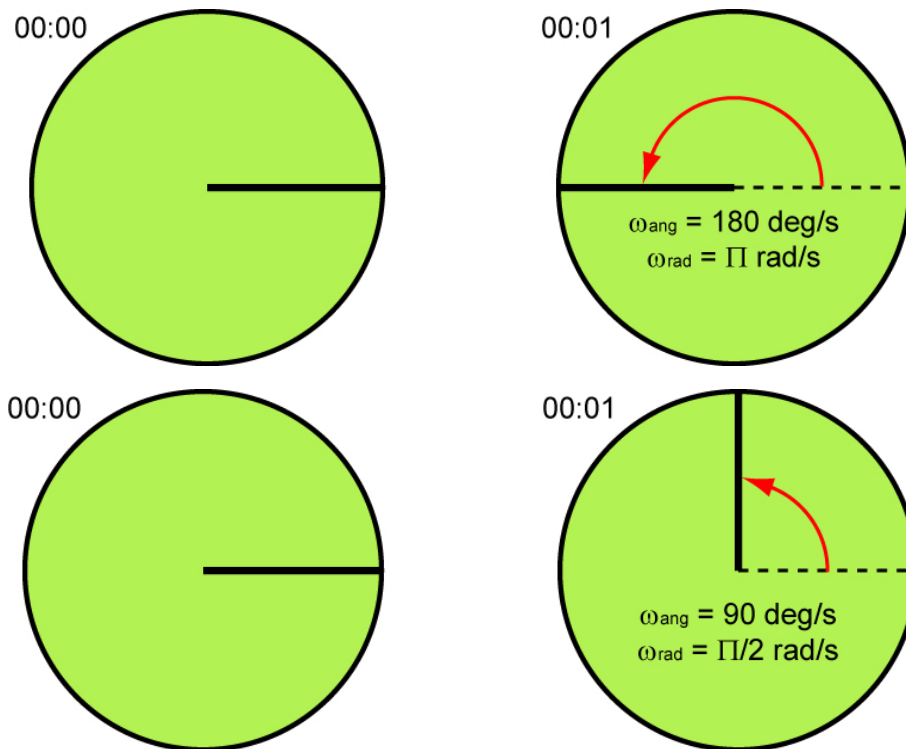 00:00
00:01
ωang = 180 deg/s
ωrad = Π rad/s
00:00
00:01
ωang = 90 deg/s
ωrad = Π/2 rad/s